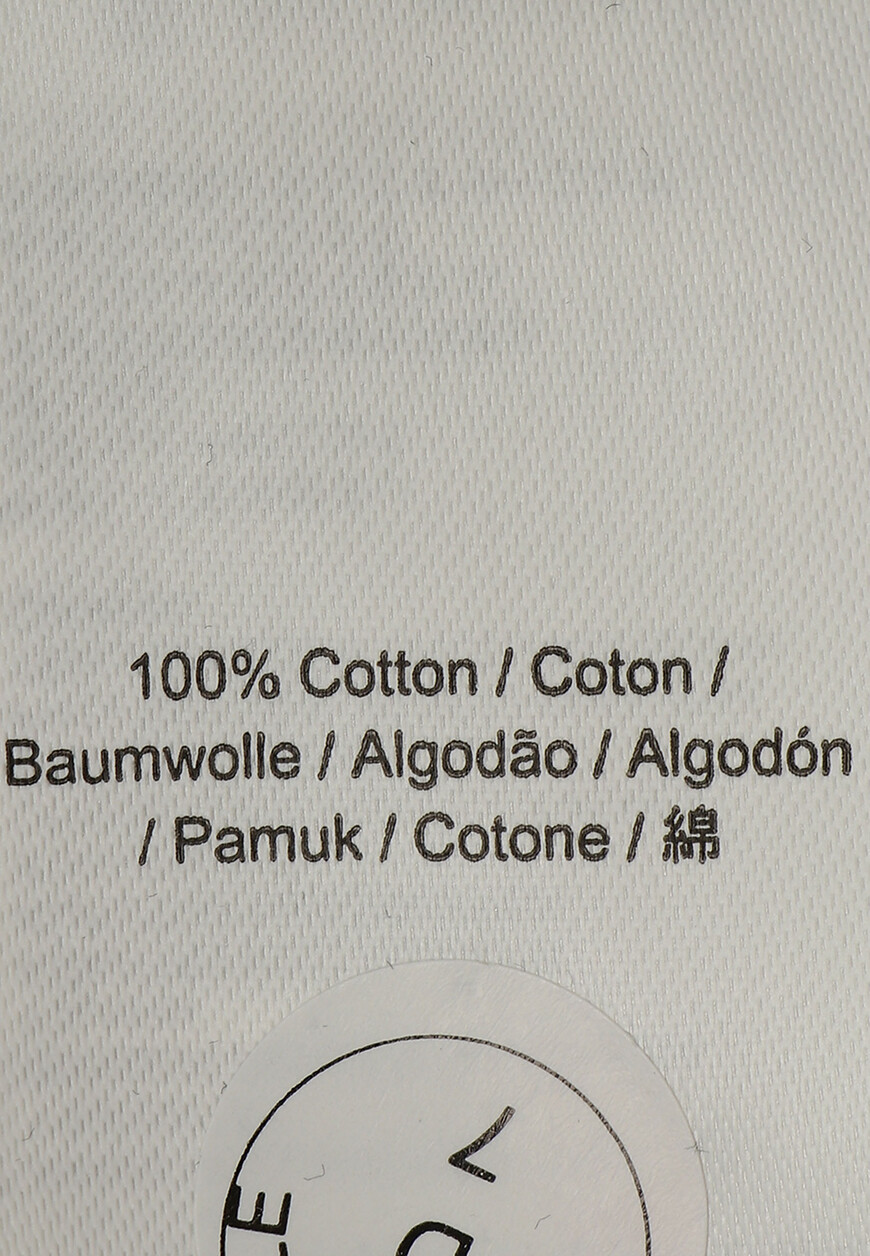 100% Cotton / Coton /
Baumwolle / Algodão / Algodón
/ Pamuk / Cotone / 綿